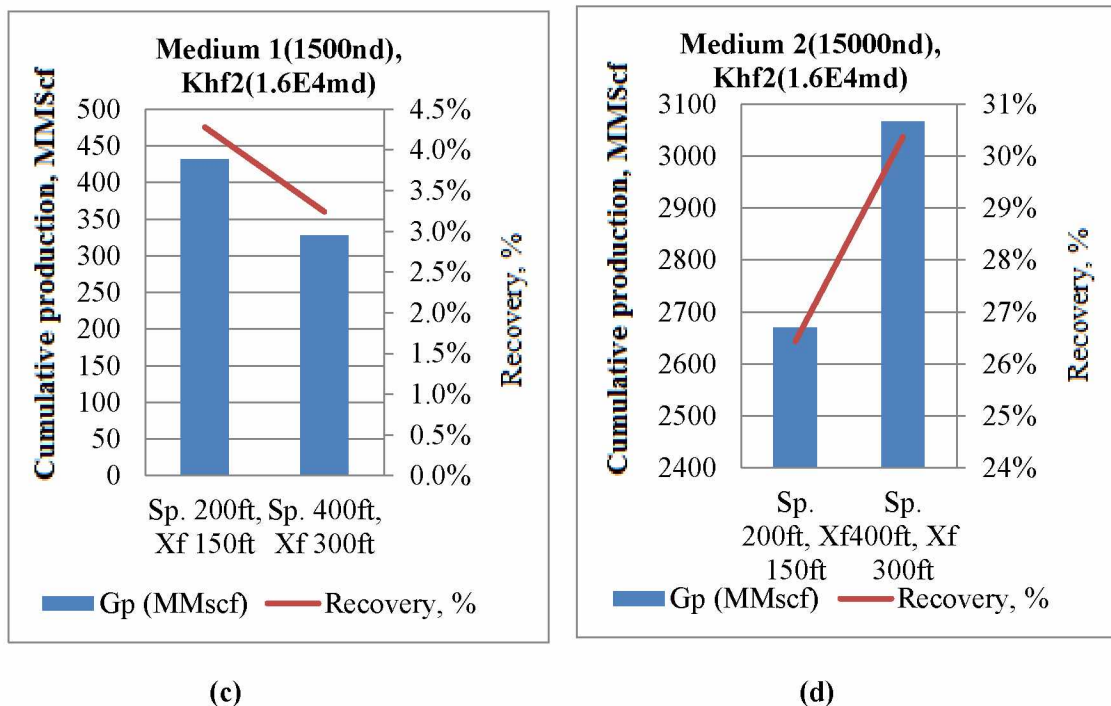 Medium 1(1500nd),
Khf2(1.6E4md)
Cumulative production, MMScf
500
450
400
350
300
250
200
150
100
50
0
4.5%
4.0%
3.5%
3.0%
2.5%
2.0%
1.5%
1.0%
0.5%
0.0%
Recovery, %
Sp. 200ft, Sp. 400ft,
Xf 150ft Xf 300ft
Gp (MMscf) Recovery, %
(c)
Medium 2(15000nd),
Khf2(1.6E4md)
Cumulative production, MMScf
3100
3000
2900
2800
2700
2600
2500
2400
31%
30%
29%
28%
27%
26%
25%
24%
Recovery, %
Sp. Sp.
200ft, Xf400ft, Xf
150ft 300ft
Gp (MMscf) Recovery, %
(d)